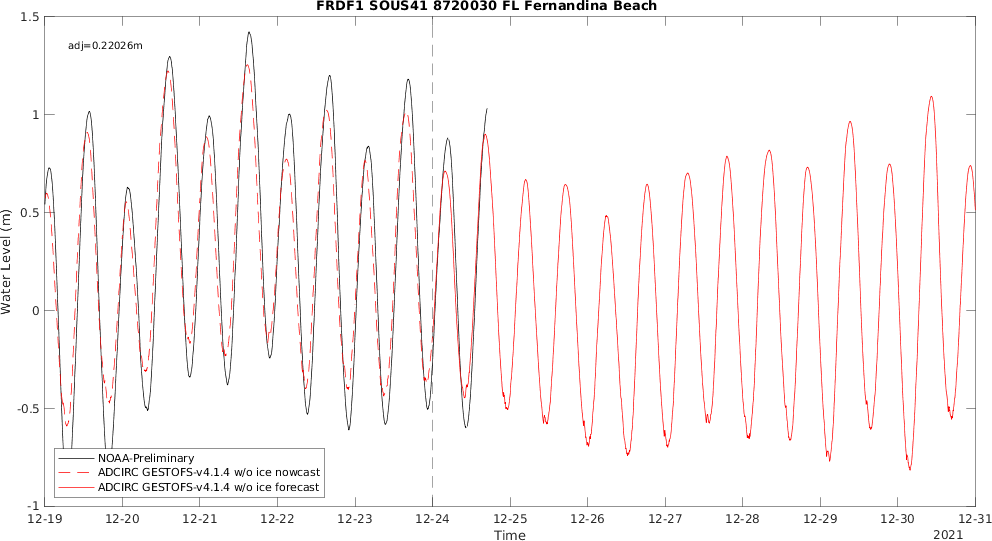 FRDF1 SOUS41 8720030 FL Fernandina Beach
1.5
adj=0.22026m
1
0.5
0
-0.5
-1
Water Level (m)
NOAA-Preliminary
ADCIRC GESTOFS-v4.1.4 w/o ice nowcast
ADCIRC GESTOFS-v4.1.4 w/o ice forecast
12-19 12-20 12-21 12-22 12-23 12-24 12-25 12-26 12-27 12-28 12-29 12-30 12-31
Time
2021